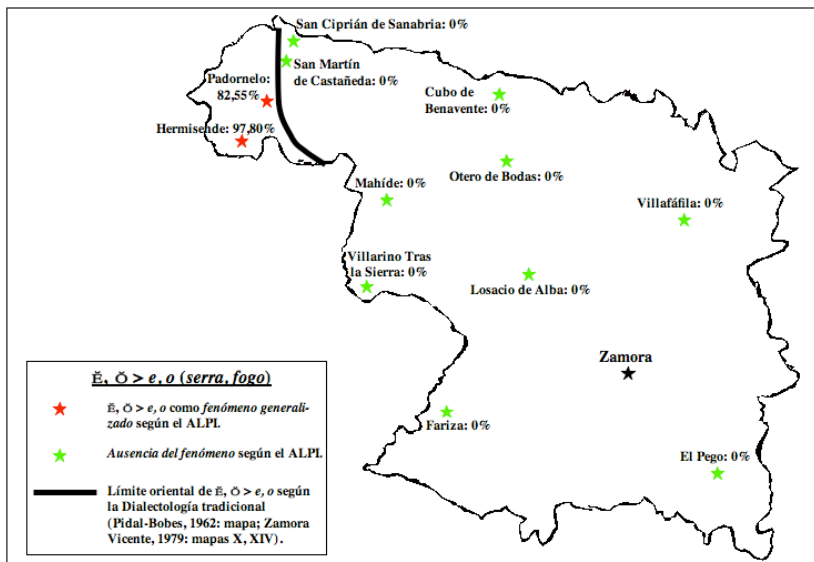 San Ciprián de Sanabria: 0%
San Martín
de Castañeda: 0%
Padornelo:
82,55%
Cubo de
Benavente: 0%
Hermisende: 97,80%
Otero de Bodas: 0%
Mahíde: 0%
Villafáfila: 0%
Villarino Tras
la Sierra: 0%
Losacio de Alba: 0%
Zamora
Fariza: 0%
El Pego: 0%
Ĕ, Ŏ > e, o (serra, fogo)
Ĕ, Ŏ > e, o como fenómeno generali-
zado según el ALPI.
Ausencia del fenómeno según el ALPI.
Límite oriental de Ĕ, Ŏ > e, o según
la Dialectología tradicional
(Pidal-Bobes, 1962: mapa; Zamora
Vicente, 1979: mapas X, XIV).